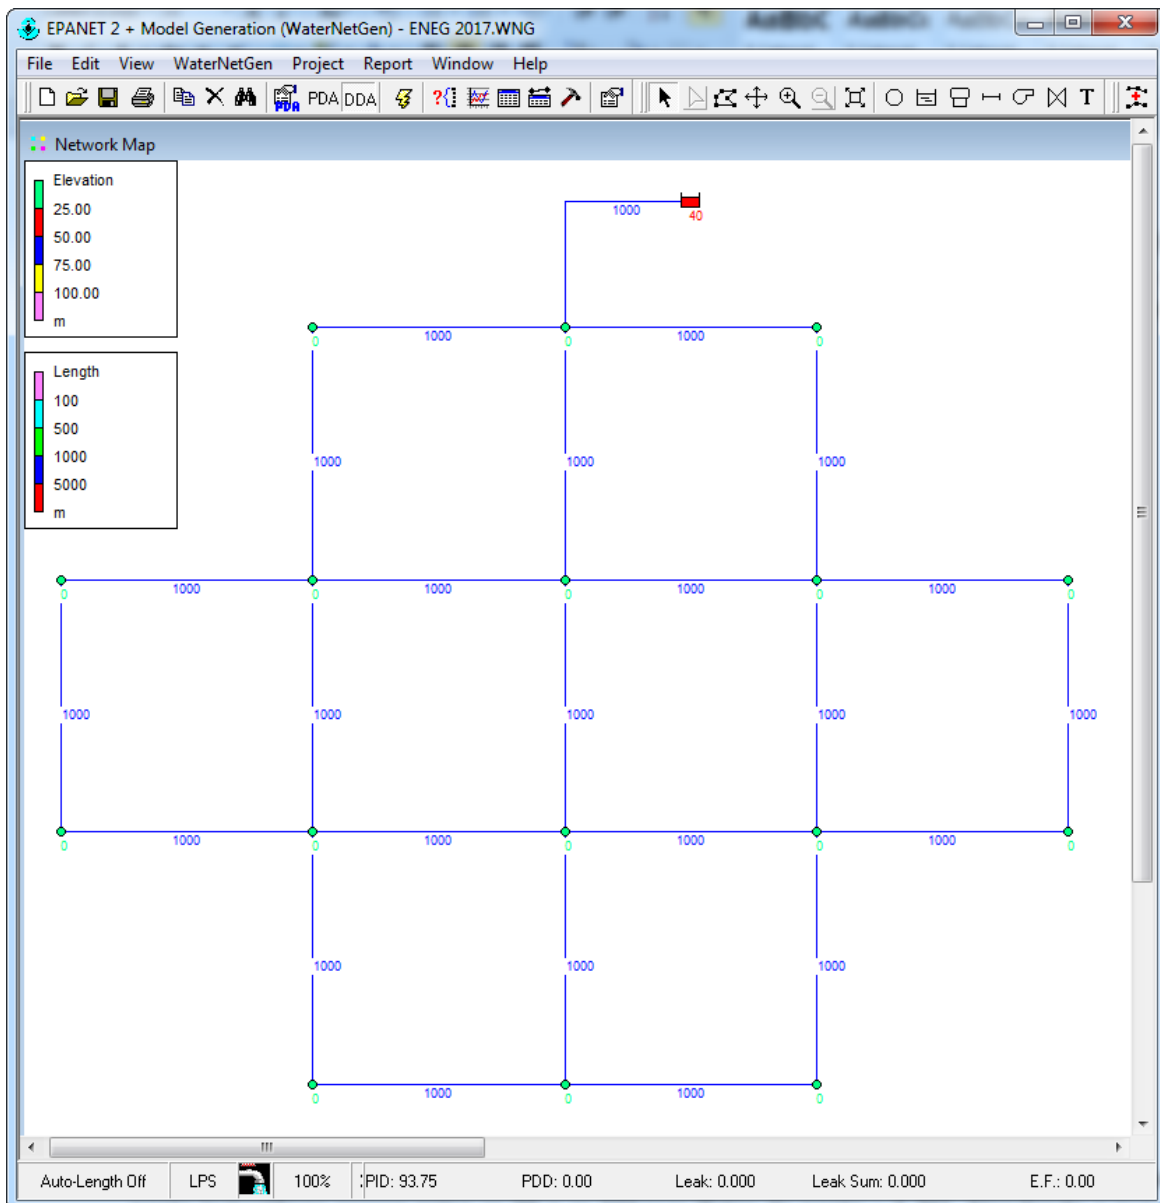 EPANET 2 + Model Generation (WaterNetGen) - ENEG 2017.WNG
File Edit View WaterNetGen Project Report Window Help
PDA PDA DDA ?{} T
Network Map
Elevation
25.00
50.00
75.00
100.00
m
Length
100
500
1000
5000
m
1000
40
1000 1000
0 0 0
1000 1000 1000
1000 1000 1000 1000
0 0 0 0 0
1000 1000 1000 1000 1000
1000 1000 1000 1000
0 0 0 0 0
1000 1000 1000
1000 1000
0 0 0
Auto-Length Off LPS 100% PID: 93.75 PDD: 0.00 Leak: 0.000 Leak Sum: 0.000 E.F.: 0.00